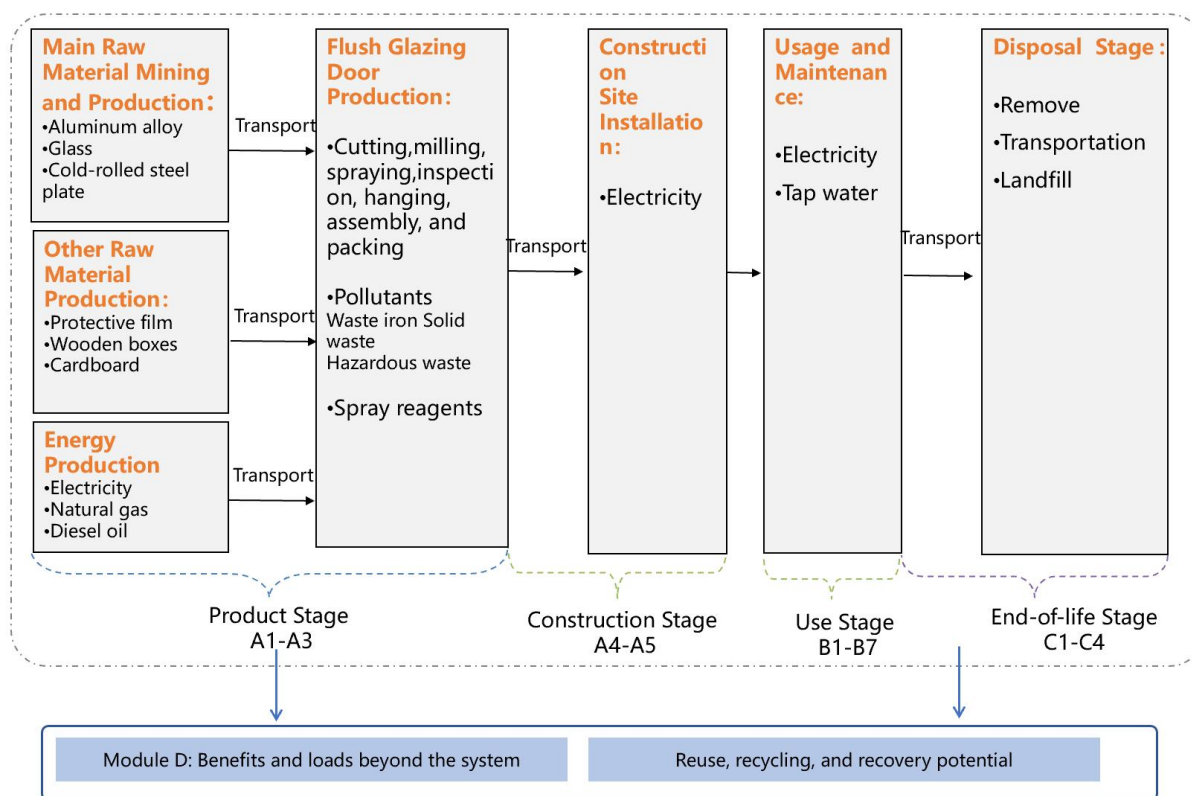 Main Raw
Material Mining
and Production:
•Aluminum alloy
•Glass
•Cold-rolled steel
plate
Transport
Other Raw
Material
Production:
•Protective film
•Wooden boxes
•Cardboard
Transport
Energy
Production
•Electricity
•Natural gas
•Diesel oil
Transport
Flush Glazing
Door
Production:
•Cutting,milling,
spraying,inspecti
on, hanging,
assembly, and
packing
•Pollutants
Waste iron Solid
waste
Hazardous waste
•Spray reagents
Transport
Constructi
on
Site
Installatio
n:
•Electricity
Usage and
Maintenan
ce:
•Electricity
•Tap water
Transport
Disposal Stage:
•Remove
•Transportation
•Landfill
Product Stage
A1-A3
Construction Stage
A4-A5
Use Stage
B1-B7
End-of-life Stage
C1-C4
Module D: Benefits and loads beyond the system
Reuse, recycling, and recovery potential